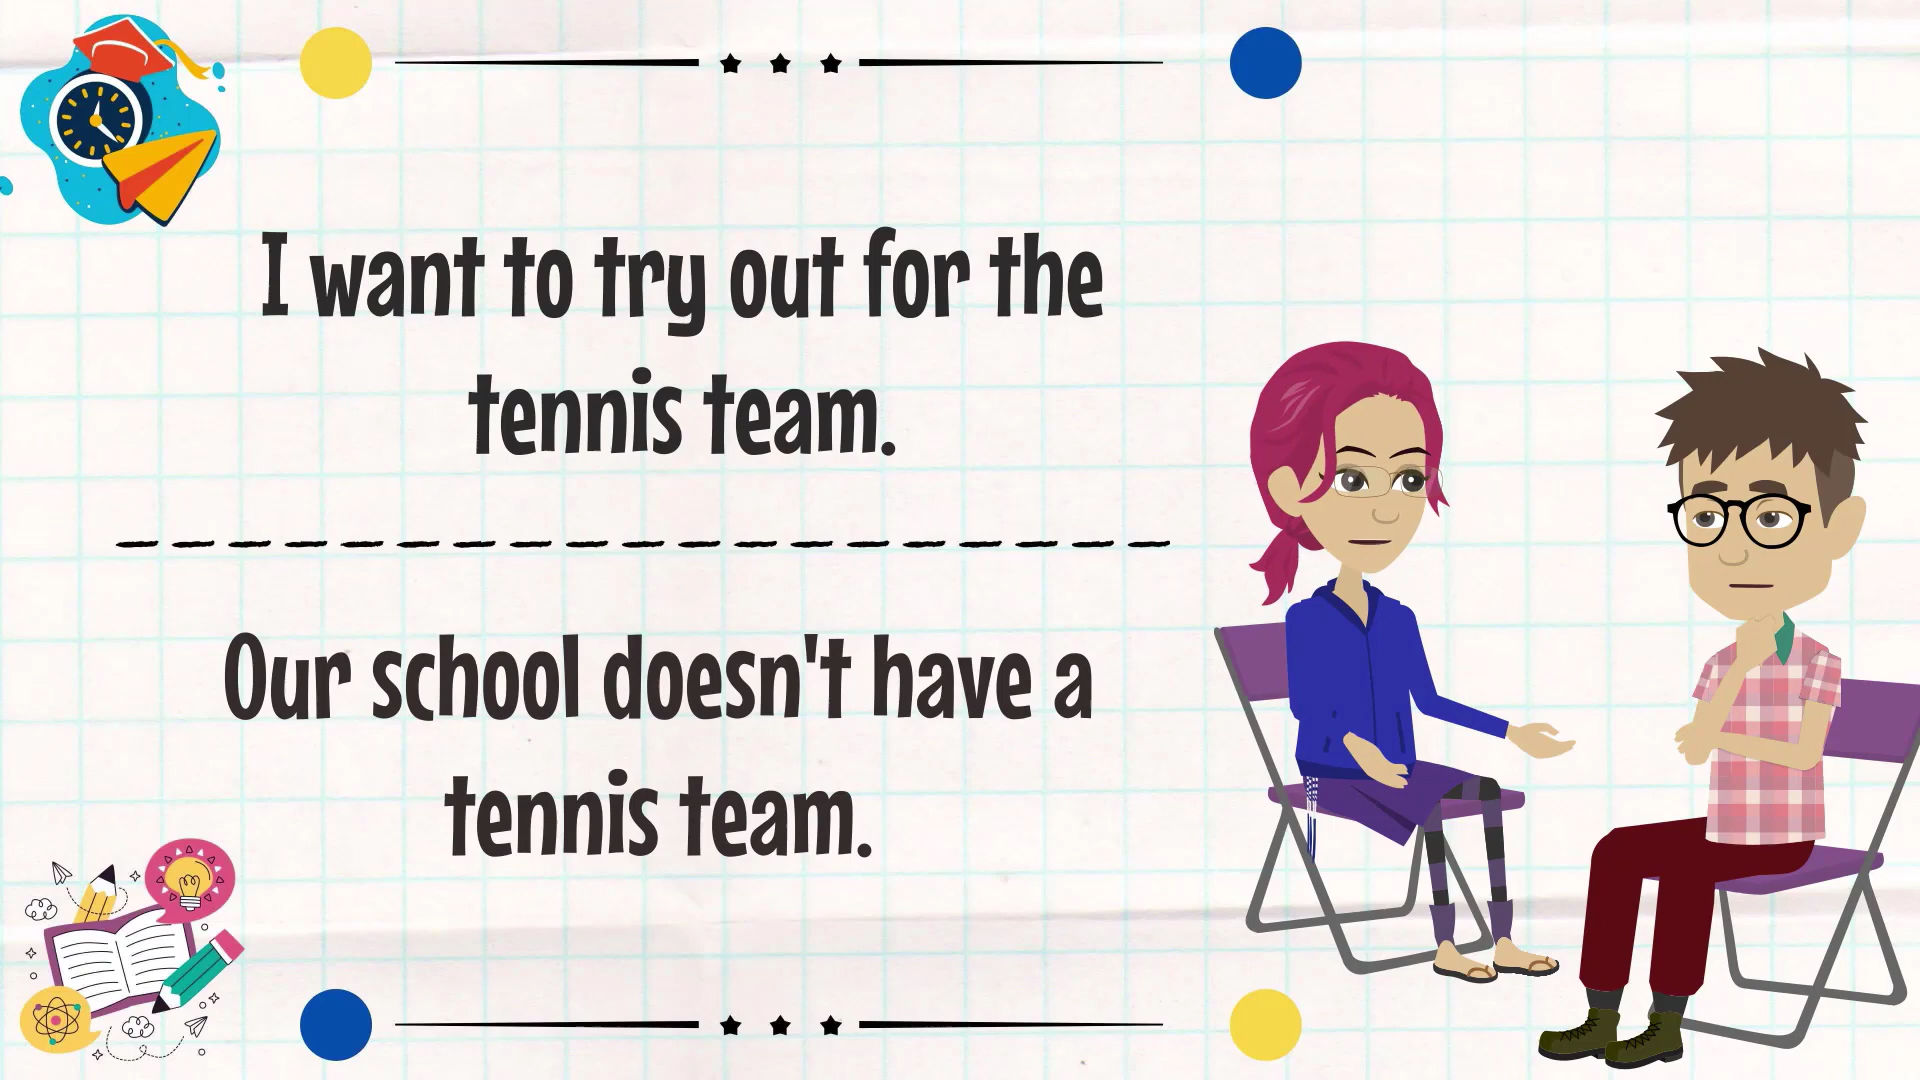 I want to try out for the
tennis team.
Our school doesn't have a
tennis team.